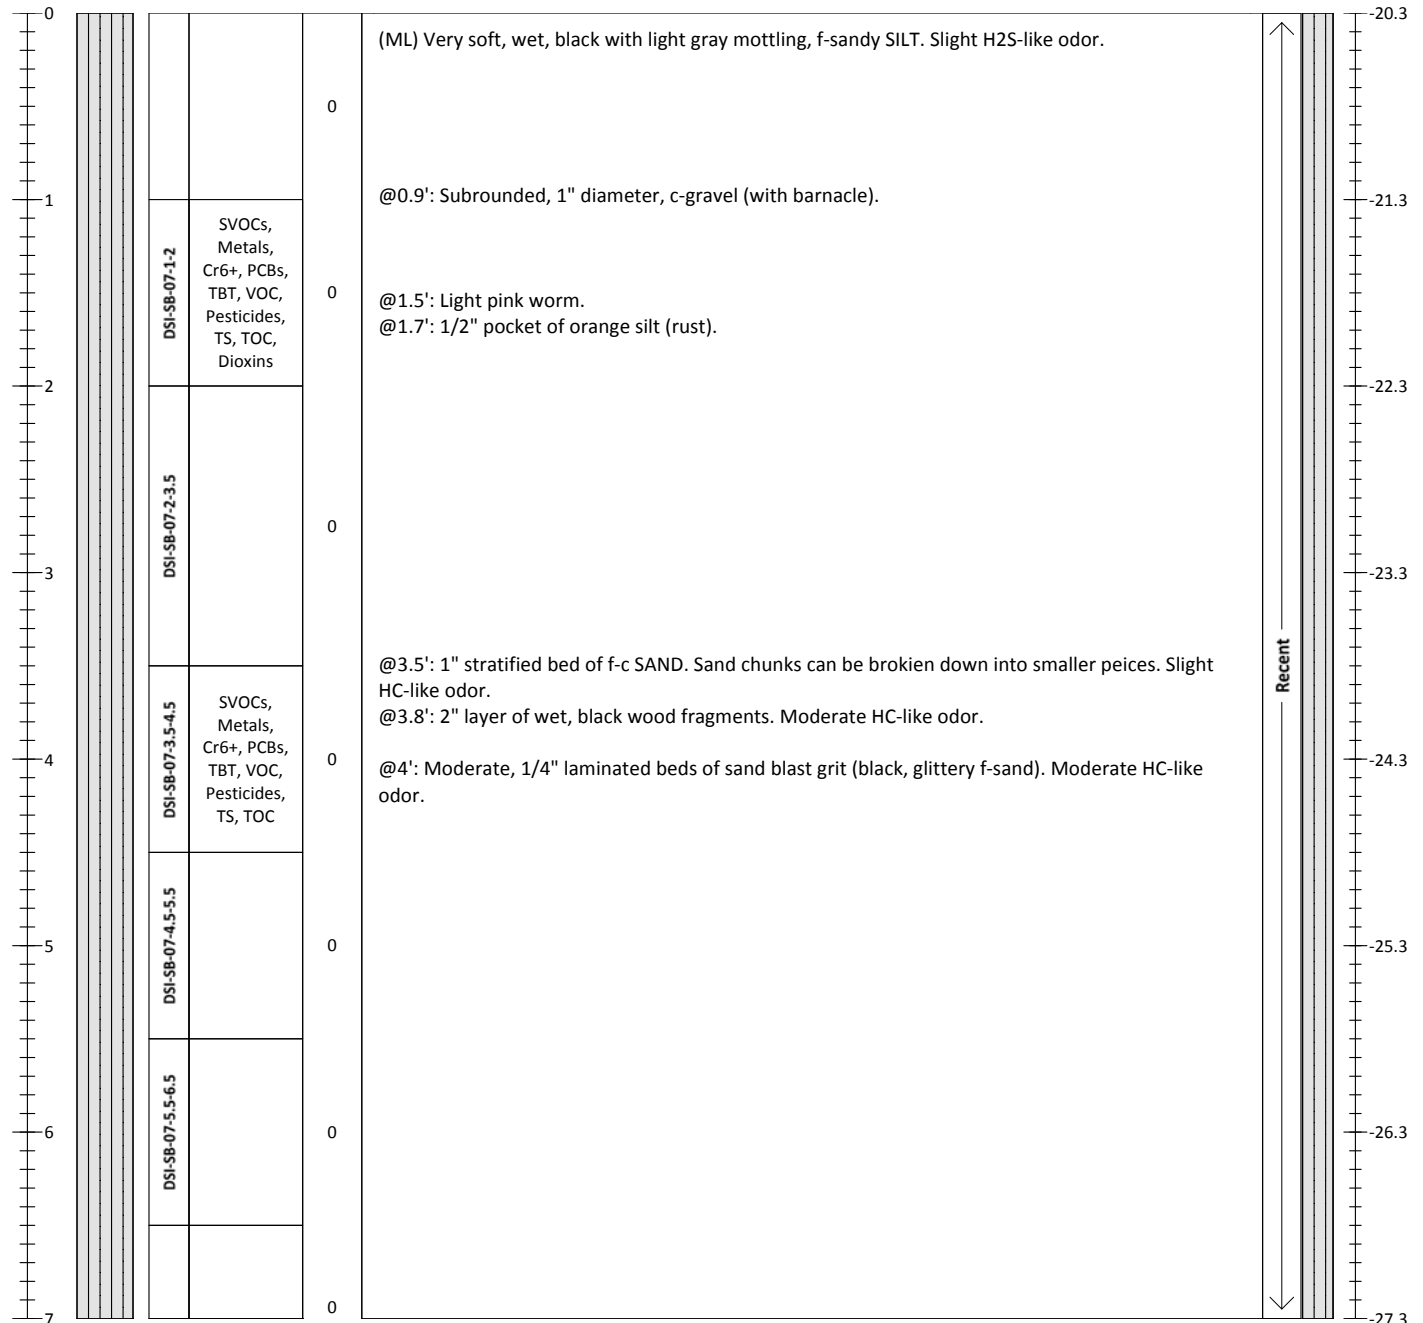 0
-20.3
(ML) Very soft, wet, black with light gray mottling, f-sandy SILT. Slight H2S-like odor.
0
@0.9': Subrounded, 1" diameter, c-gravel (with barnacle).
1
-21.3
DSI-SB-07-1-2
SVOCs,
Metals,
Cr6+, PCBs,
TBT, VOC,
Pesticides,
TS, TOC,
Dioxins
0
@1.5': Light pink worm.
@1.7': 1/2" pocket of orange silt (rust).
2
-22.3
DSI-SB-07-2-3.5
0
3
-23.3
@3.5': 1" stratified bed of f-c SAND. Sand chunks can be brokien down into smaller peices. Slight
HC-like odor.
Recent
@3.8': 2" layer of wet, black wood fragments. Moderate HC-like odor.
DSI-SB-07-3.5-4.5
SVOCs,
Metals,
Cr6+, PCBs,
TBT, VOC,
Pesticides,
TS, TOC
4
0
-24.3
@4': Moderate, 1/4" laminated beds of sand blast grit (black, glittery f-sand). Moderate HC-like
odor.
DSI-SB-07-4.5-5.5
5
0
-25.3
DSI-SB-07-5.5-6.5
6
0
-26.3
0
7
-27.3